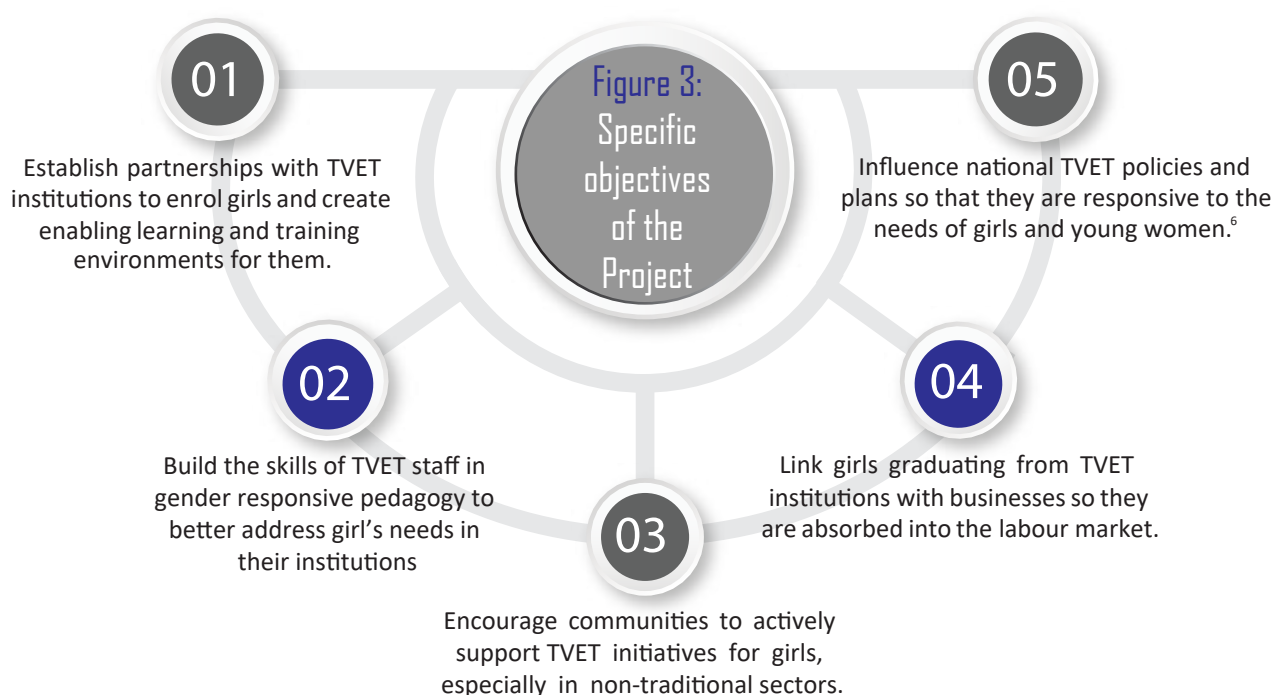 Figure 3:
Specific
objectives
of the
Project
01
Establish partnerships with TVET
institutions to enrol girls and create
enabling learning and training
environments for them.
02
Build the skills of TVET staff in
gender responsive pedagogy to
better address girl's needs in
their institutions
03
Encourage communities to actively
support TVET initiatives for girls,
especially in non-traditional sectors.
04
Link girls graduating from TVET
institutions with businesses so they
are absorbed into the labour market.
05
Influence national TVET policies and
plans so that they are responsive to the
needs of girls and young women.⁶